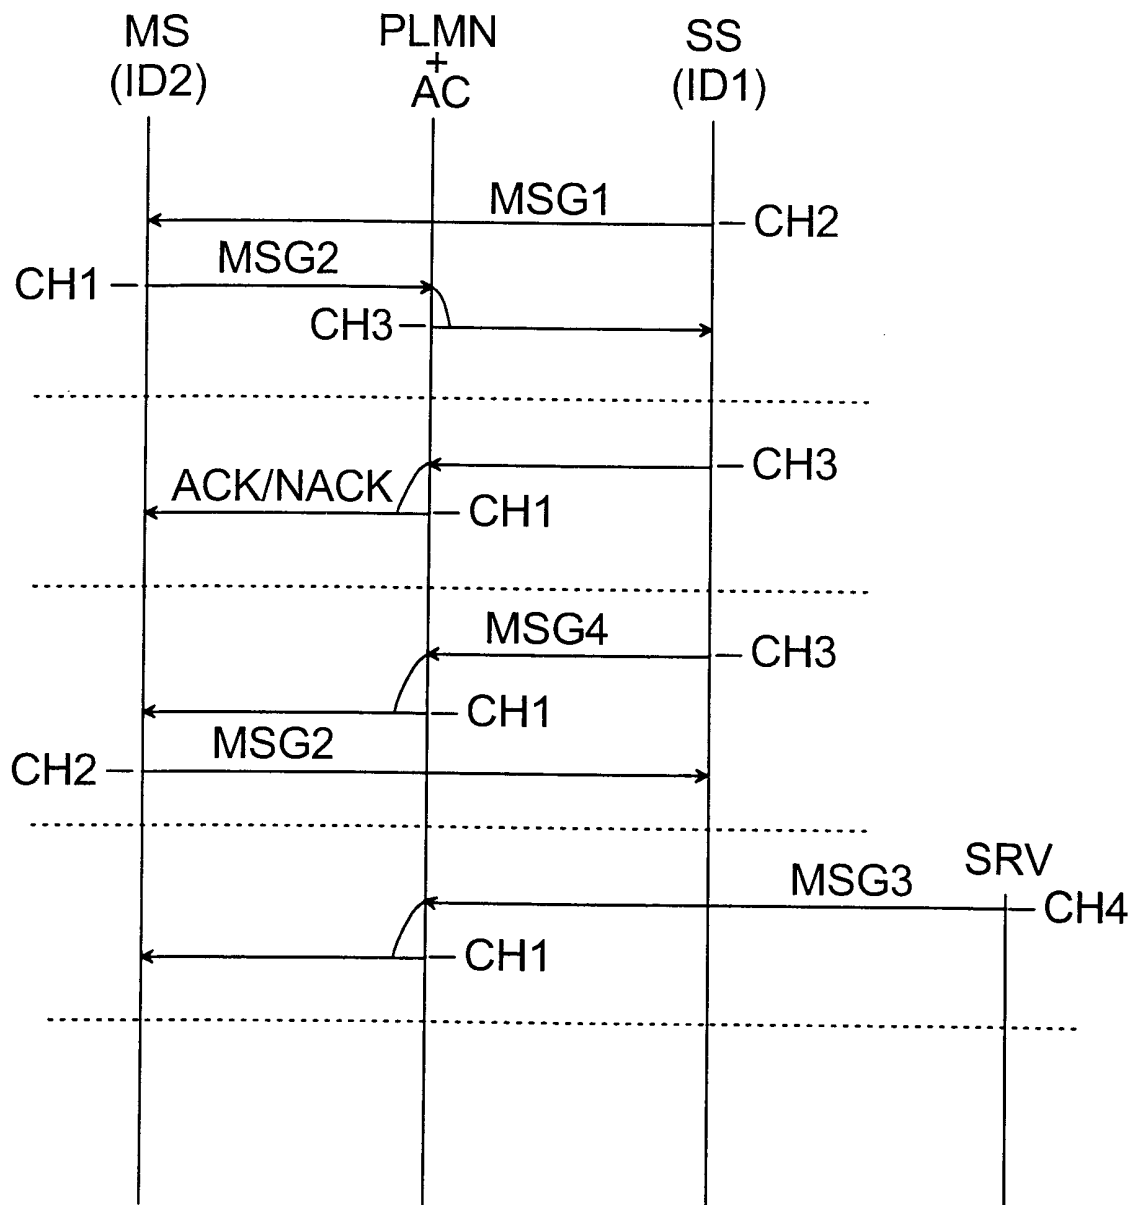 MS
(ID2)
PLMN
+
AC
SS
(ID1)
MSG1
CH2
MSG2
CH1
CH3
CH3
ACK/NACK
CH1
MSG4
CH3
CH1
MSG2
CH2
SRV
MSG3
CH4
CH1